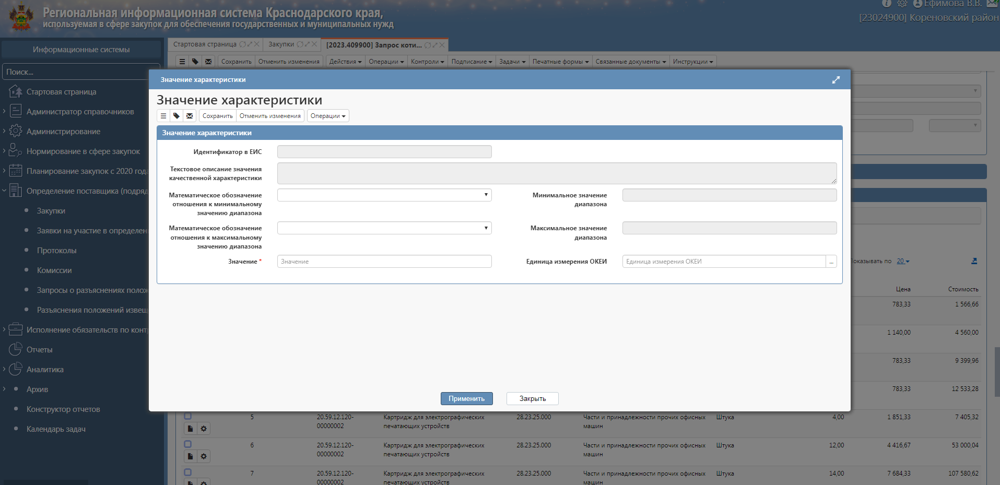 Региональная информационная система Краснодарского края,
используемая в сфере закупок для обеспечения государственных и муниципальных нужд
Ефимова В.В.
[23024900] Кореновский район
Информационные системы
Поиск...
Стартовая страница
Администратор справочников
Администрирование
Нормирование в сфере закупок
Планирование закупок с 2020 года
Определение поставщика (подряд
Закупки
Заявки на участие в определен
Протоколы
Комиссии
Запросы о разъяснениях полож
Разъяснения положений извещ
Исполнение обязательств по конт
Отчеты
Аналитика
Архив
Конструктор отчетов
Календарь задач
Стартовая страница Закупки [2023.409900] Запрос коти...
Сохранить Отменить изменения Действия Операции Контроли Подписание Задачи Печатные формы Связанные документы Инструкции
Значение характеристики
Значение характеристики
Сохранить Отменить изменения Операции
Значение характеристики
Идентификатор в ЕИС
Текстовое описание значения
качественной характеристики
Математическое обозначение
отношения к минимальному
значению диапазона
Минимальное значение
диапазона
Математическое обозначение
отношения к максимальному
значению диапазона
Максимальное значение
диапазона
Значение * Значение
Единица измерения ОКЕИ Единица измерения ОКЕИ ...
Применить Закрыть
Показывать по 20
Цена Стоимость
783,33 1 566,66
1 140,00 4 560,00
783,33 9 399,96
783,33 12 533,28
5 20.59.12.120- Картридж для электрографических 28.23.25.000 Части и принадлежности прочих офисных Штука 4,00 1 851,33 7 405,32
00000002 печатающих устройств машин
6 20.59.12.120- Картридж для электрографических 28.23.25.000 Части и принадлежности прочих офисных Штука 12,00 4 416,67 53 000,04
00000002 печатающих устройств машин
7 20.59.12.120- Картридж для электрографических 28.23.25.000 Части и принадлежности прочих офисных Штука 14,00 7 684,33 107 580,62
00000002 печатающих устройств машин